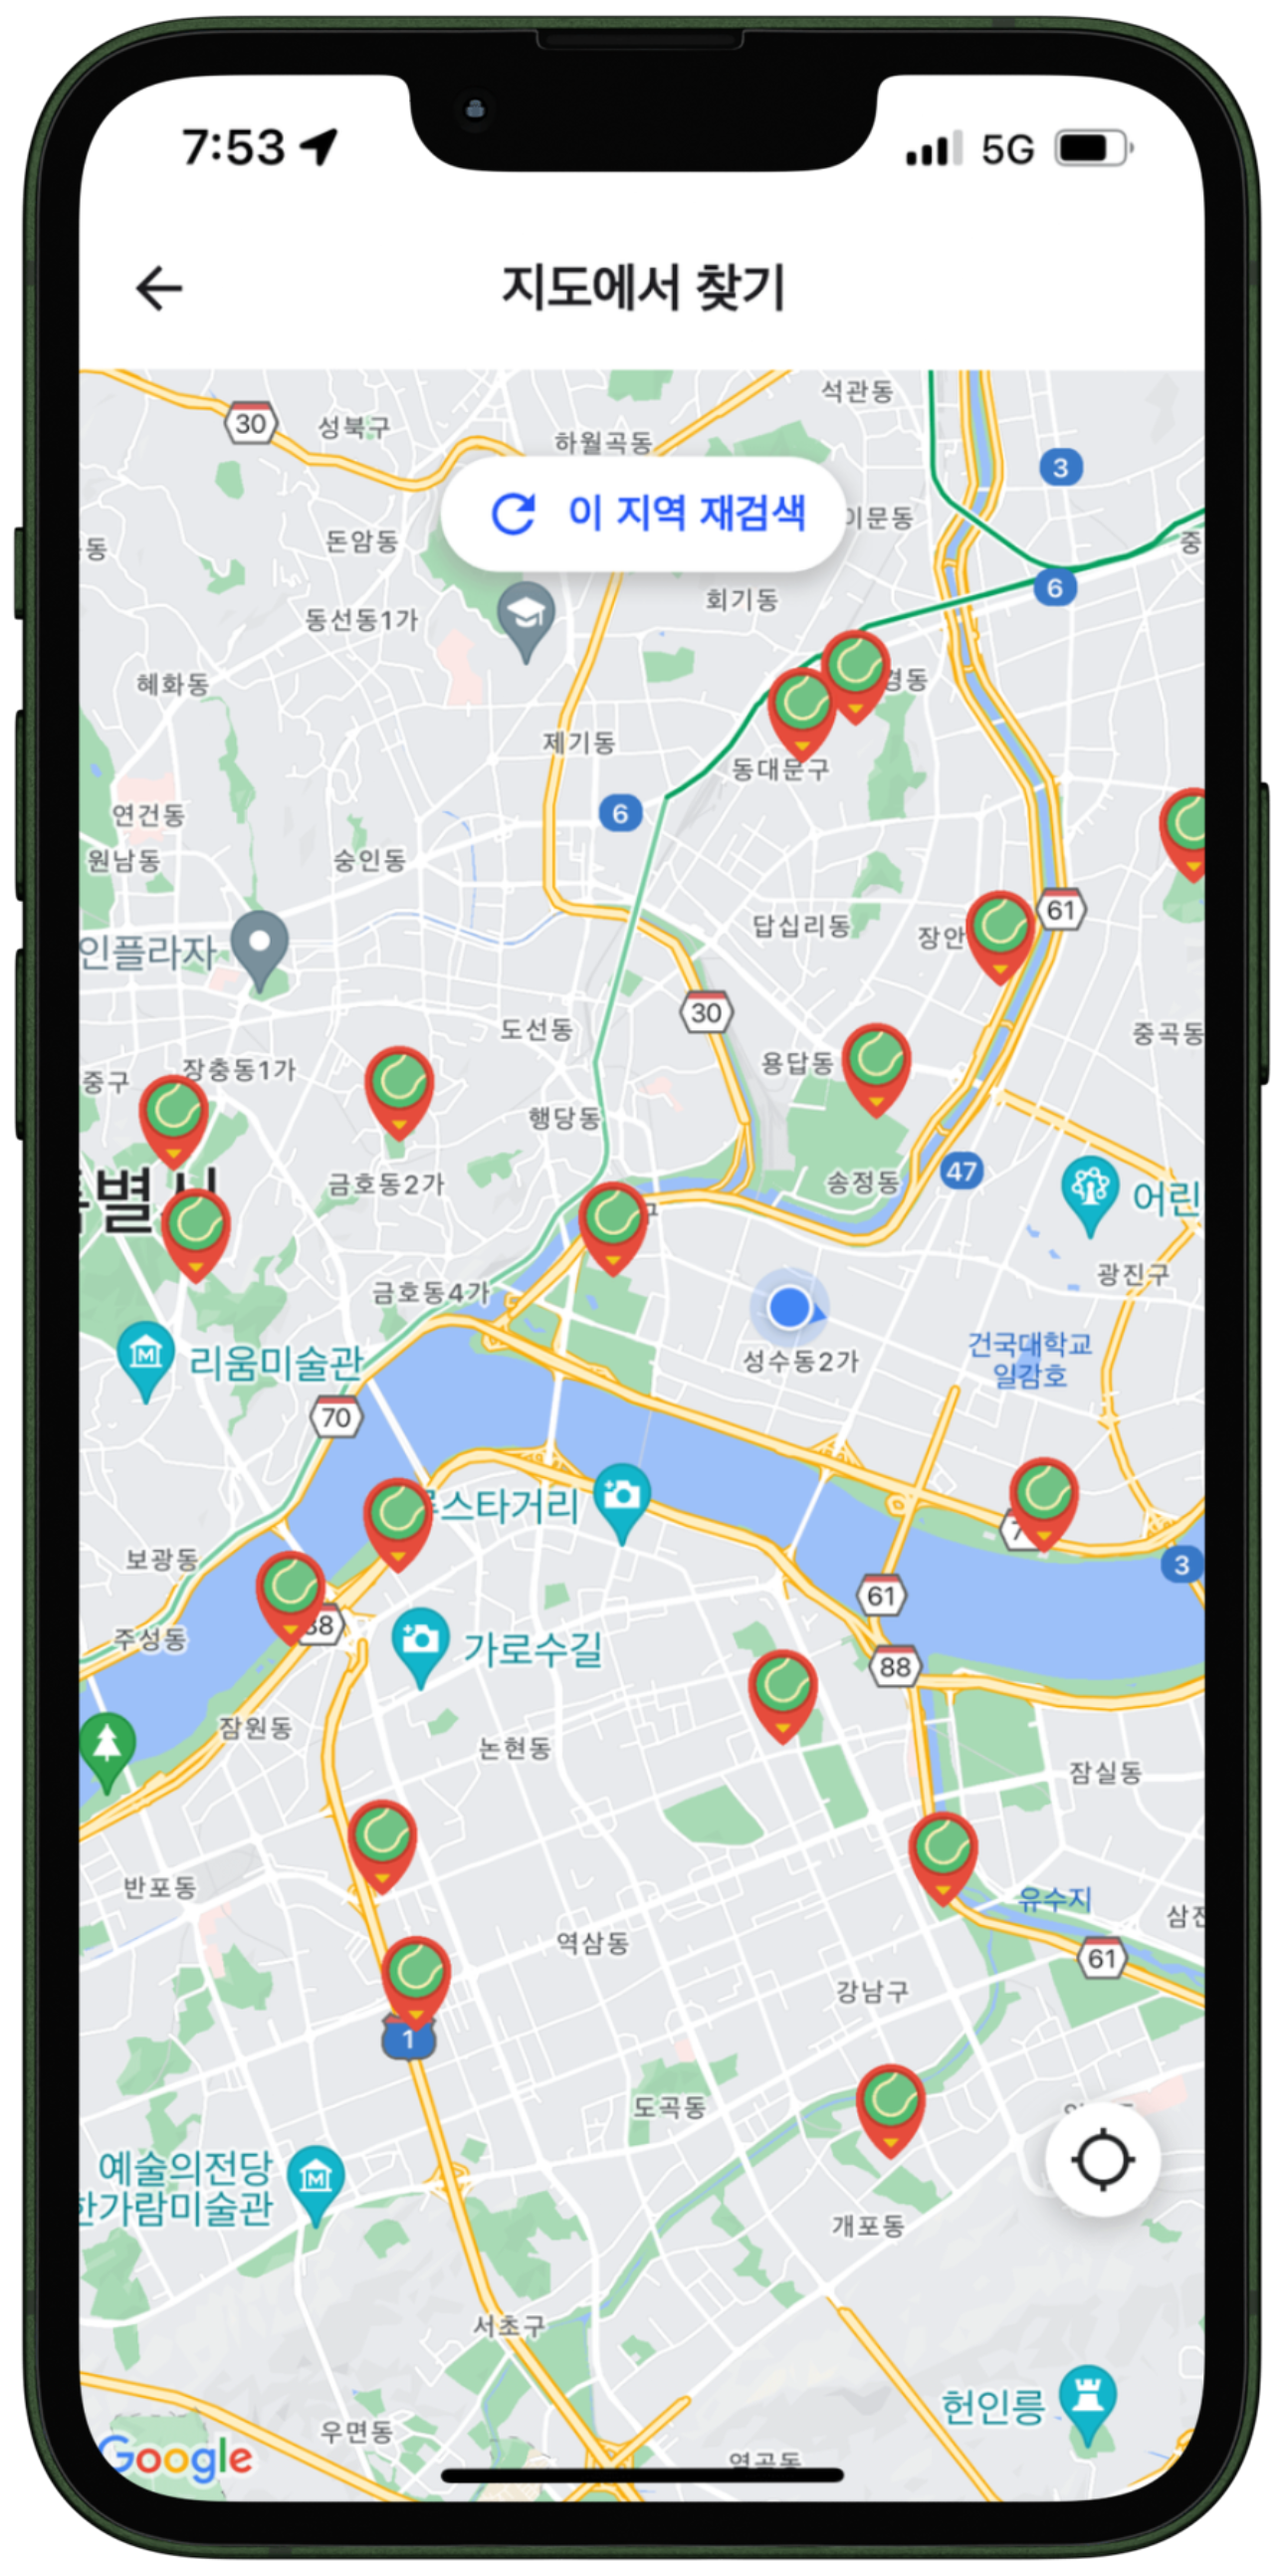 7:53
5G
지도에서 찾기
석관동
30
성북구
하월곡동
3
이 지역 재검색
이문동
돈암동
동
중
6
회기동
동선동1가
혜화동
경동
제기동
동대문구
6
연건동
원남동
숭인동
61
답십리동
장안
인플라자
30
도선동
중곡동
용답동
장충동1가
중구
행당동
47
송정동
금호동2가
어린
별시
구
광진구
금호동4가
건국대학교
일감호
리움미술관
성수동2가
70
스타거리
7
보광동
3
61
주성동
88
가로수길
88
잠원동
논현동
잠실동
반포동
유수지
삼전
역삼동
61
강남구
1
도곡동
예술의전당
한가람미술관
개포동
서초구
헌인릉
우면동
Google
염곡동